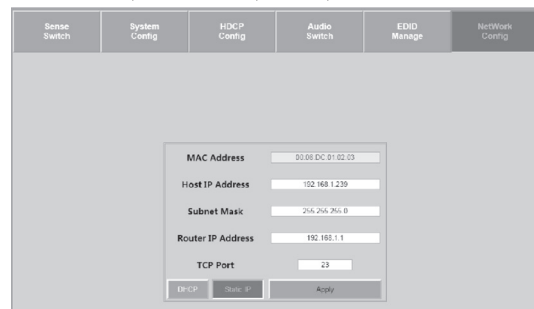 Sense Switch
System Config
HDCP Config
Audio Switch
EDID Manage
NetWork Config
MAC Address 00.08.DC.01.02.03
Host IP Address 192.168.1.239
Subnet Mask 255.255.255.0
Router IP Address 192.168.1.1
TCP Port 23
DHCP Static IP Apply